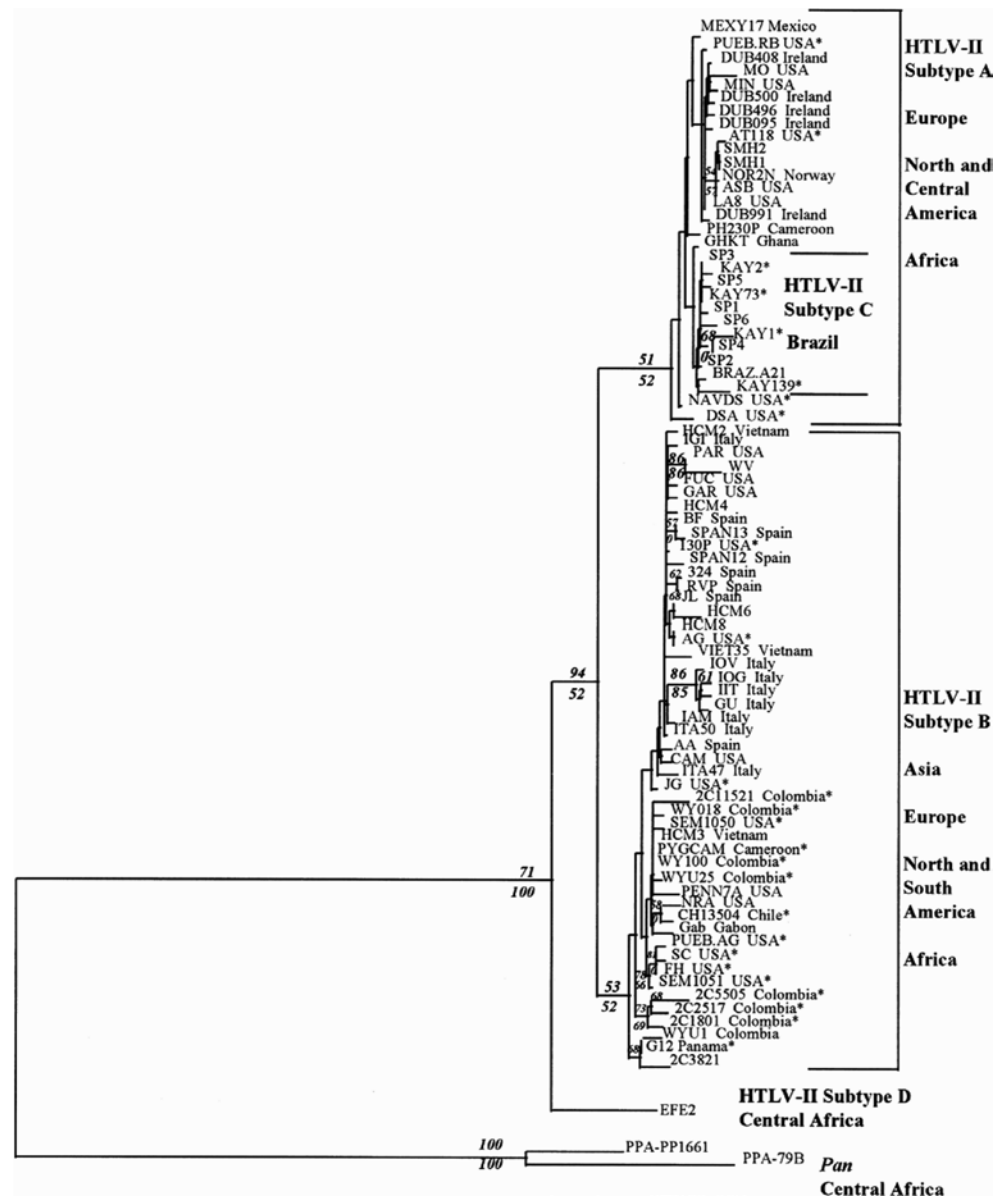 MEXY17 Mexico
PUEB.RB USA*
DUB408 Ireland
MO USA
MIN USA
DUB500 Ireland
DUB496 Ireland
DUB095 Ireland
AT118 USA*
SMH2
SMH1
54
NOR2N Norway
57
ASB USA
LA8 USA
DUB991 Ireland
PH230P Cameroon
GHKT Ghana
SP3
KAY2*
SP5
KAY73*
SP1
SP6
68
KAY1*
SP4
0
SP2
BRAZ.A21
KAY139*
NAVDS USA*
DSA USA*
HTLV-II
Subtype A
Europe
North and
Central
America
Africa
HTLV-II
Subtype C
Brazil
51
52
HCM2 Vietnam
IGI Italy
PAR USA
86
WV
86
FUC USA
GAR USA
HCM4
BF Spain
57
SPAN13 Spain
0
130P USA*
SPAN12 Spain
62
324 Spain
RVP Spain
68
JL Spain
HCM6
HCM8
AG USA*
VIET35 Vietnam
IOV Italy
86
61
IOG Italy
85
IIT Italy
GU Italy
IAM Italy
ITA50 Italy
AA Spain
CAM USA
ITA47 Italy
JG USA*
2C11521 Colombia*
WY018 Colombia*
SEM1050 USA*
HCM3 Vietnam
PYGCAM Cameroon*
WY100 Colombia*
WYU25 Colombia*
PENN7A USA
NRA USA
CH13504 Chile*
Gab Gabon
PUEB.AG USA*
SC USA*
FH USA*
78
66
SEM1051 USA*
68
2C5505 Colombia*
73
2C2517 Colombia*
69
2C1801 Colombia*
WYU1 Colombia
G12 Panama*
2C3821
HTLV-II
Subtype B
Asia
Europe
North and
South
America
Africa
94
52
71
100
53
52
EFE2
HTLV-II Subtype D
Central Africa
100
100
PPA-PP1661
PPA-79B
Pan
Central Africa